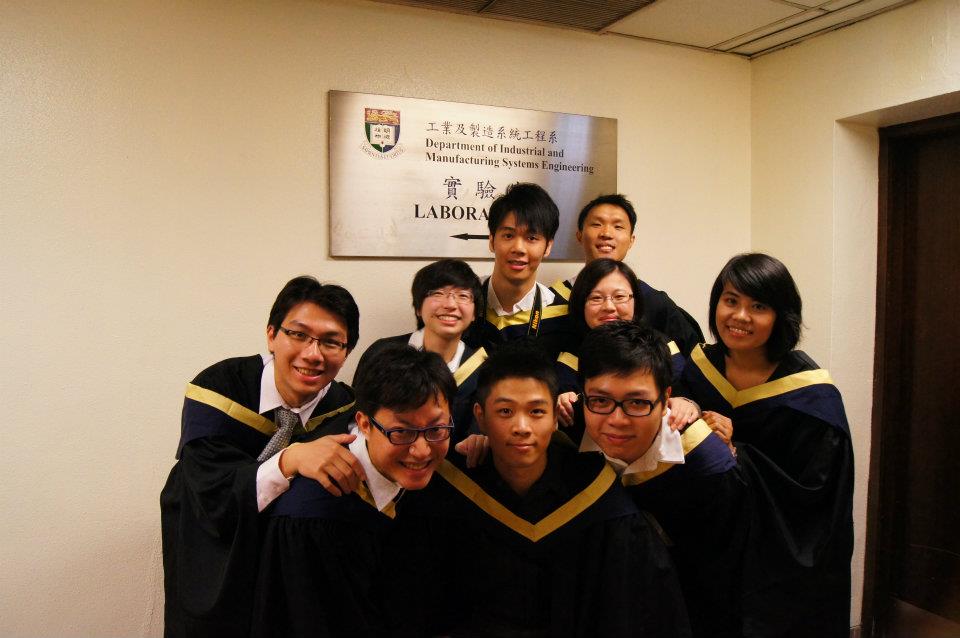 工業及製造系統工程系
Department of Industrial and
Manufacturing Systems Engineering
實驗
LABORA
Nikon